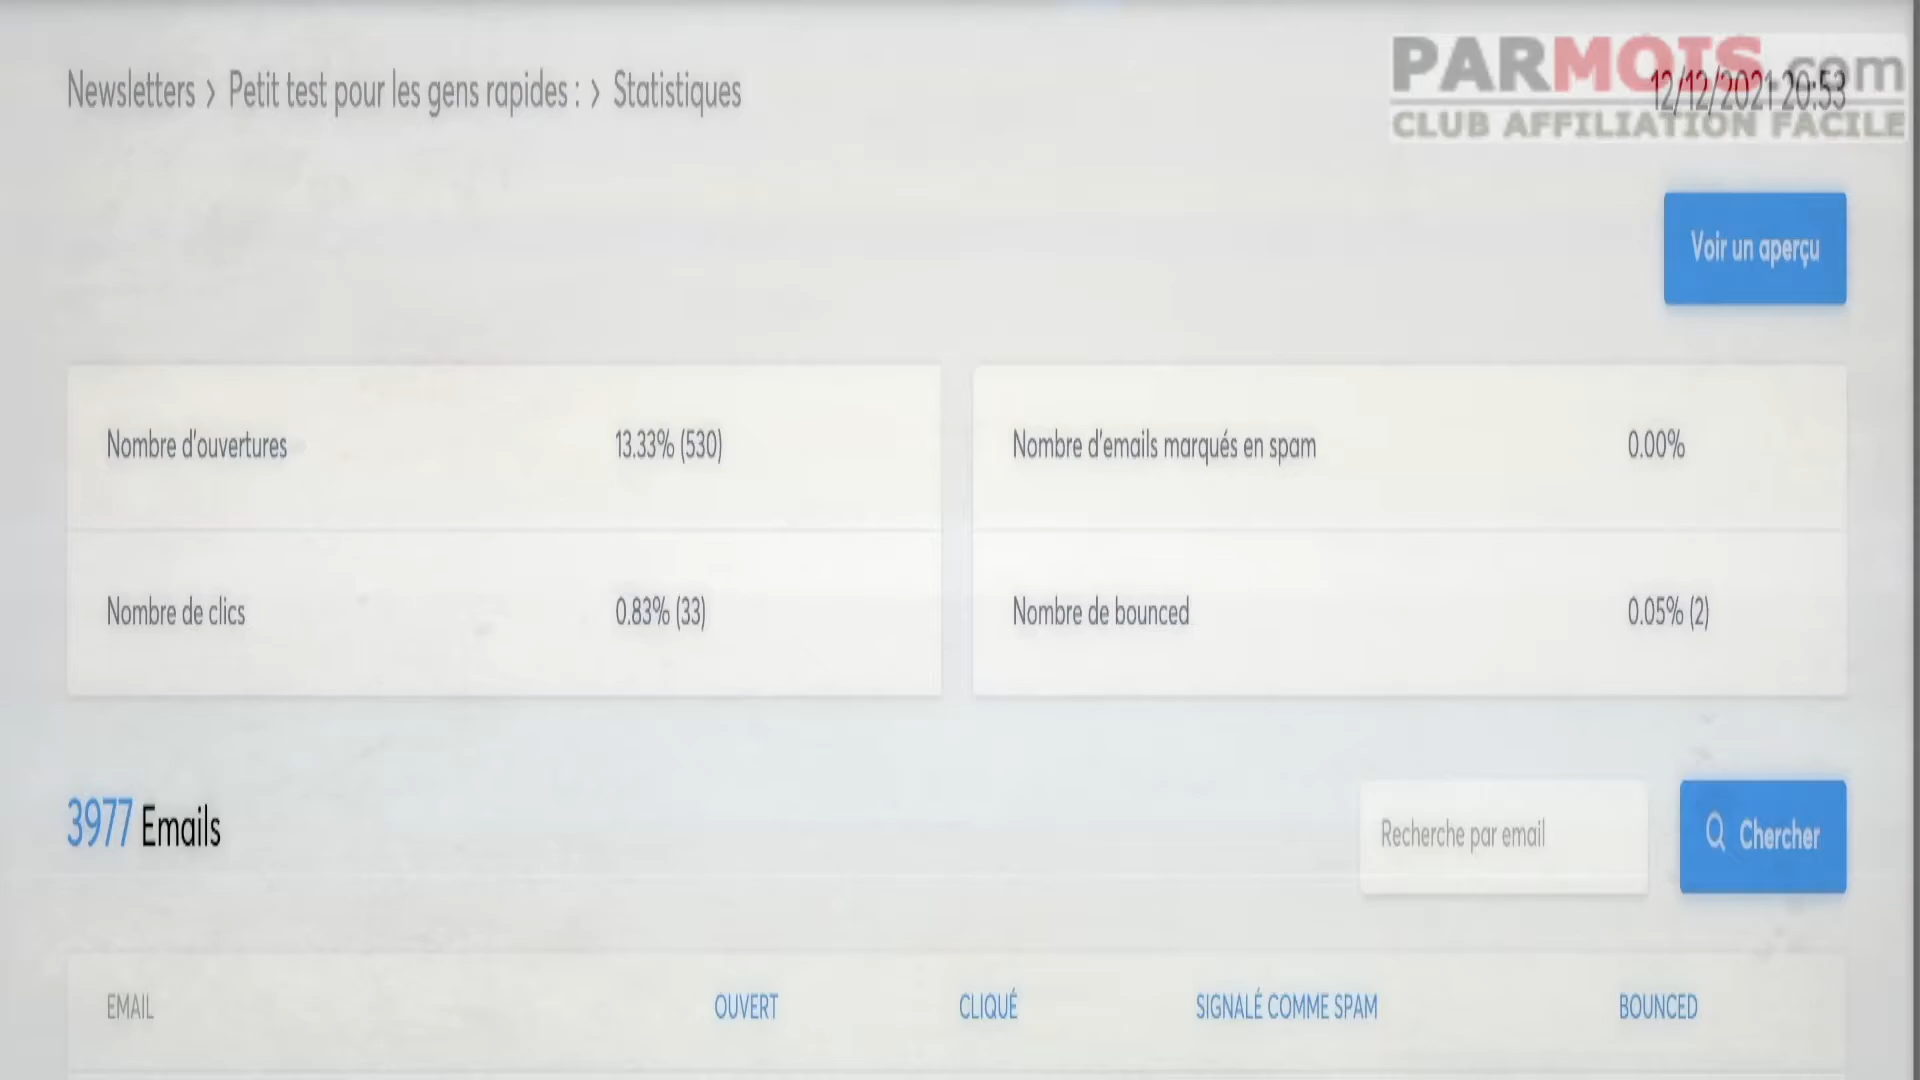 Newsletters > Petit test pour les gens rapides : > Statistiques
PARMOIS.com
12/12/2021 20:53
CLUB AFFILIATION FACILE
Voir un aperçu
Nombre d'ouvertures 13.33% (530)
Nombre d'emails marqués en spam 0.00%
Nombre de clics 0.83% (33)
Nombre de bounced 0.05% (2)
3977 Emails
Recherche par email
Chercher
EMAIL OUVERT CLIQUÉ SIGNALÉ COMME SPAM BOUNCED